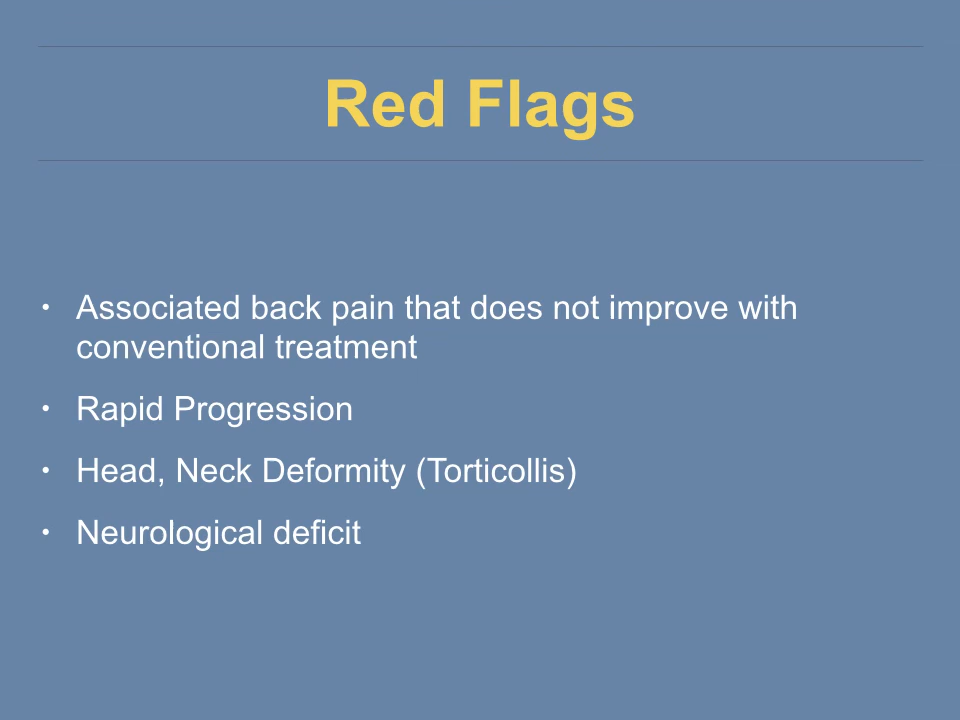 Red Flags
• Associated back pain that does not improve with
conventional treatment
• Rapid Progression
• Head, Neck Deformity (Torticollis)
• Neurological deficit